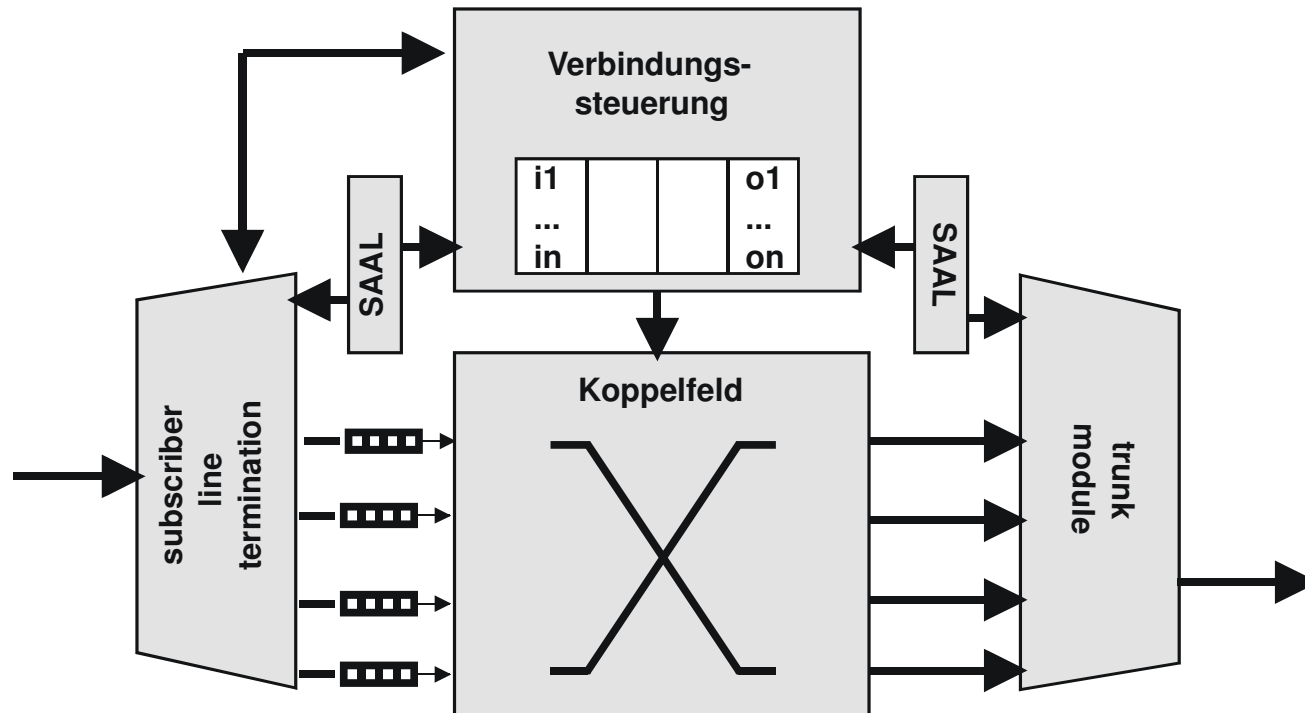 Verbindungs-
steuerung
i1
o1
...
...
in
on
SAAL
SAAL
Koppelfeld
subscriber
line
termination
trunk
module